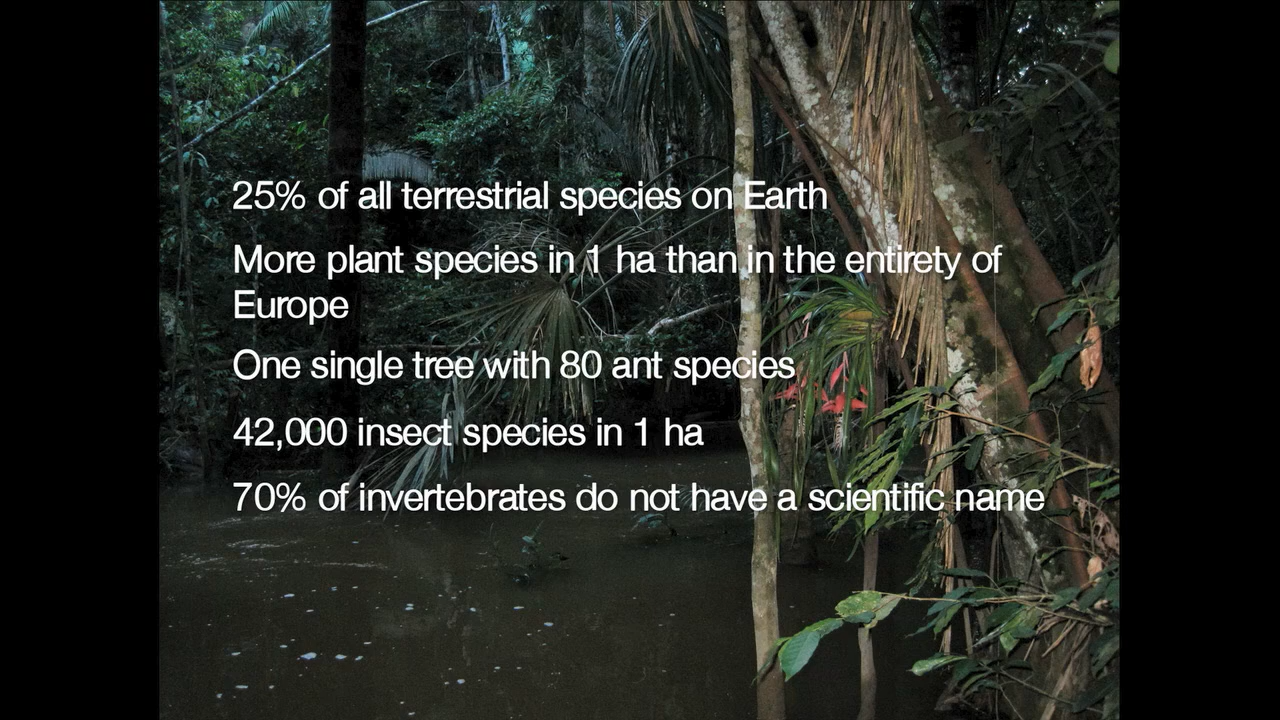 25% of all terrestrial species on Earth
More plant species in 1 ha than in the entirety of
Europe
One single tree with 80 ant species
42,000 insect species in 1 ha
70% of invertebrates do not have a scientific name